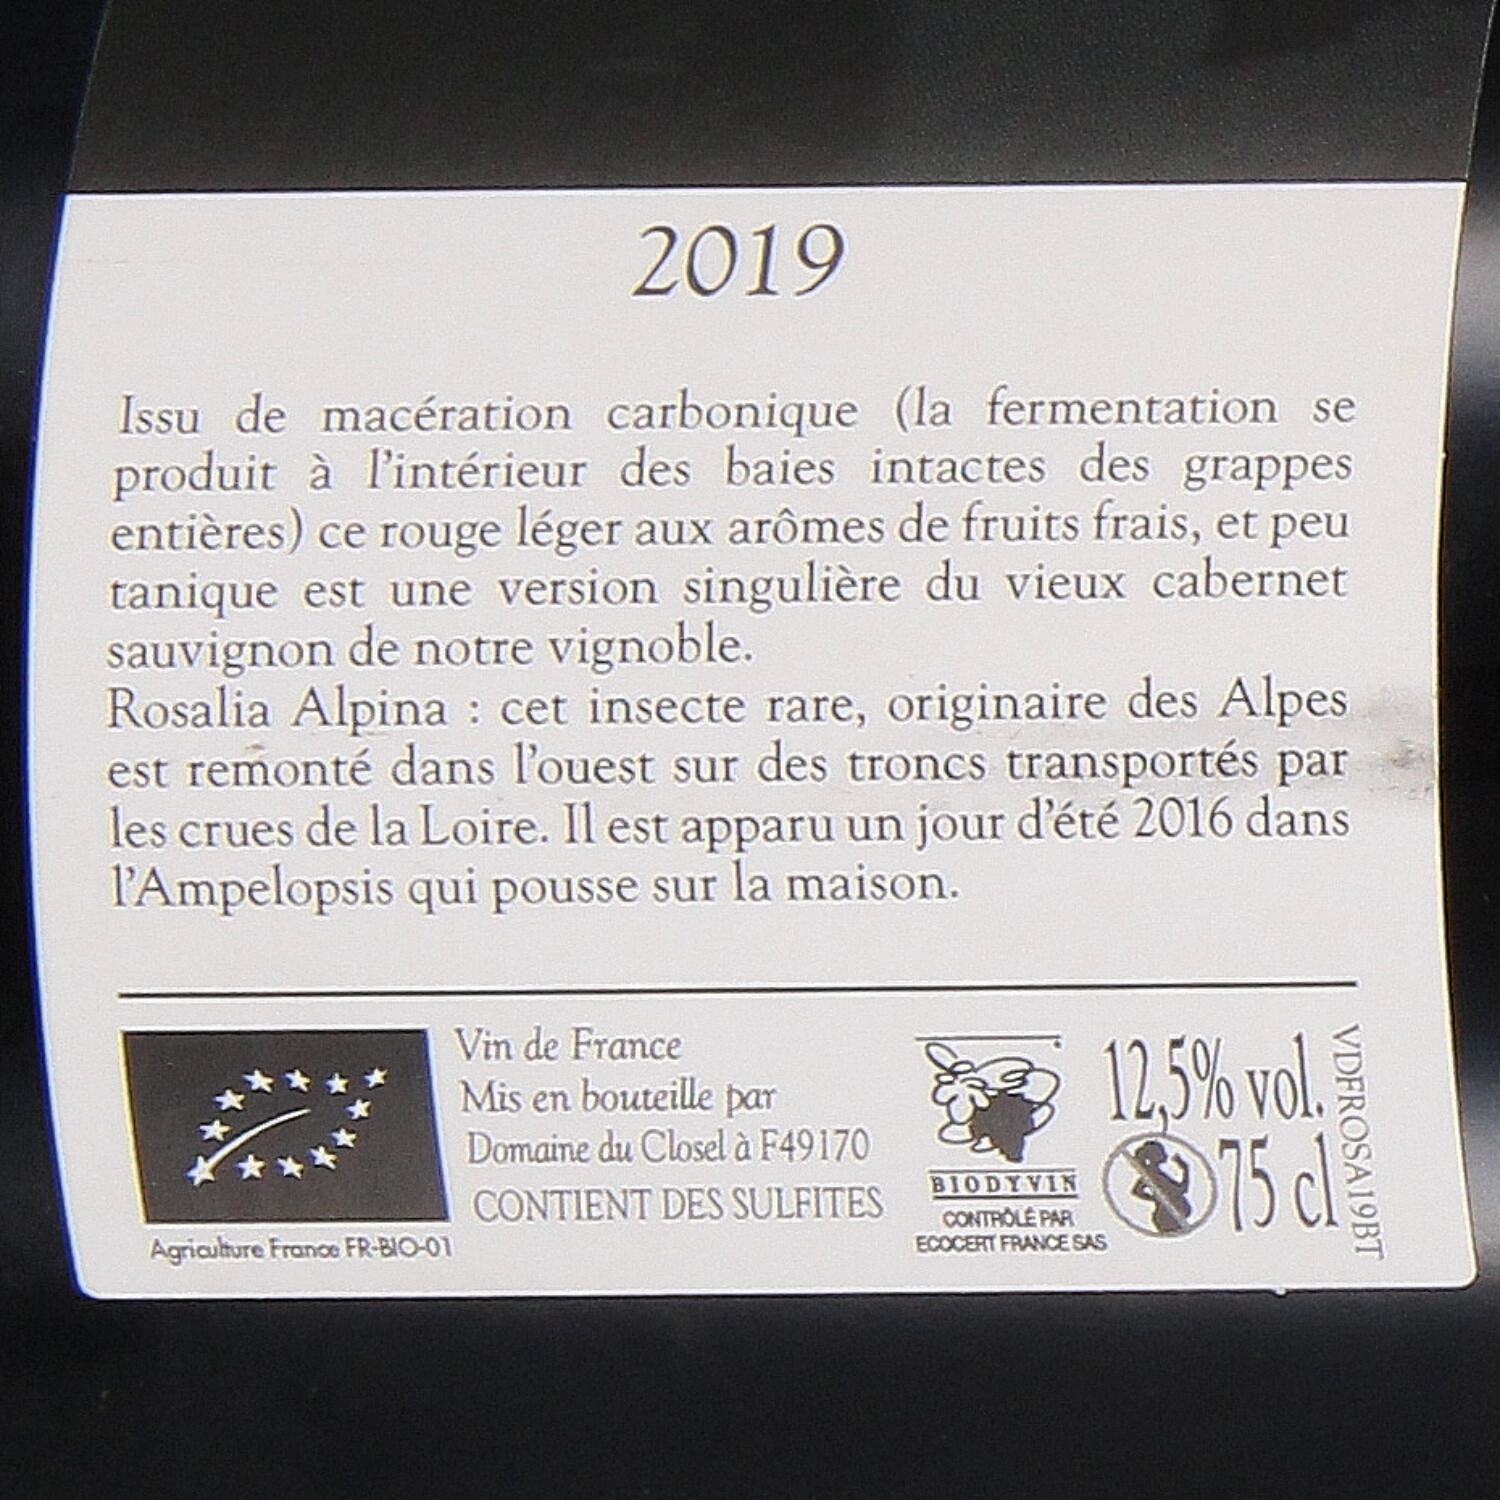 2019
Issu de macération carbonique (la fermentation se
produit à l'intérieur des baies intactes des grappes
entières) ce rouge léger aux arômes de fruits frais, et peu
tanique est une version singulière du vieux cabernet
sauvignon de notre vignoble.
Rosalia Alpina : cet insecte rare, originaire des Alpes
est remonté dans l'ouest sur des troncs transportés par
les crues de la Loire. Il est apparu un jour d'été 2016 dans
l'Ampelopsis qui pousse sur la maison.
Vin de France
Mis en bouteille par
Domaine du Closel à F49170
CONTIENT DES SULFITES
Agriculture France FR-BIO-01
BIODYVIN
CONTRÔLÉ PAR
ECOCERT FRANCE SAS
12,5% vol.
75 cl
VDFROSA19BT